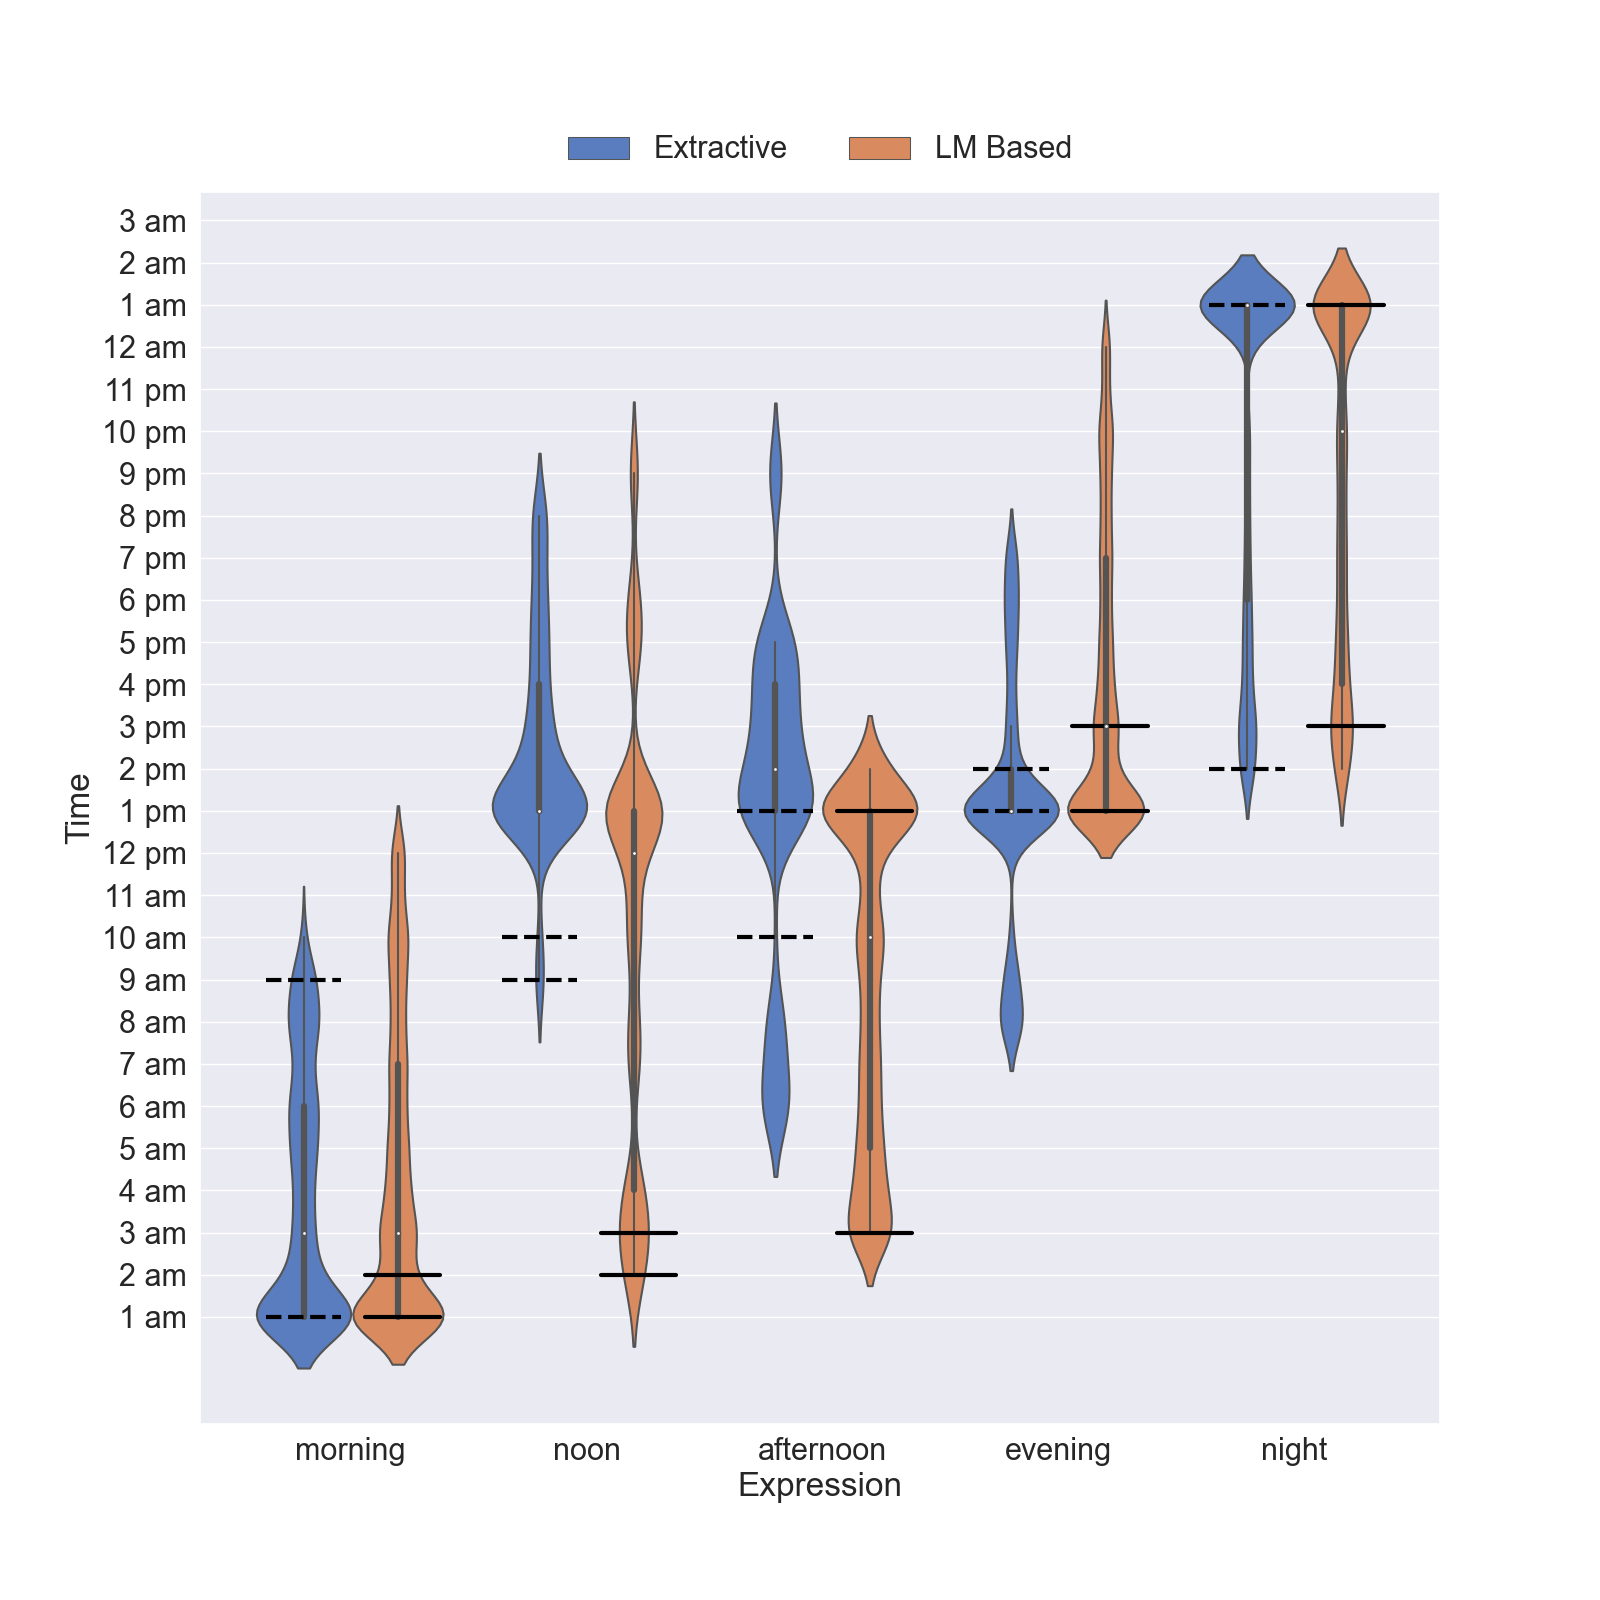 Extractive LM Based
3 am
2 am
1 am
12 am
11 pm
10 pm
9 pm
8 pm
7 pm
6 pm
5 pm
4 pm
3 pm
2 pm
1 pm
12 pm
11 am
10 am
9 am
8 am
7 am
6 am
5 am
4 am
3 am
2 am
1 am
Time
morning noon afternoon evening night
Expression